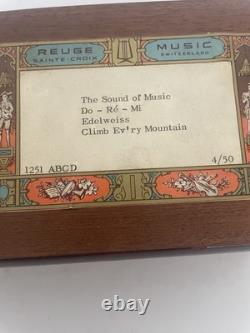 REUGE MUSIC
SAINTE-CROIX SWITZERLAND
The Sound of Music
Do - Ré - Mi
Edelweiss
Climb Ev'ry Mountain
1251 ABCD 4/50